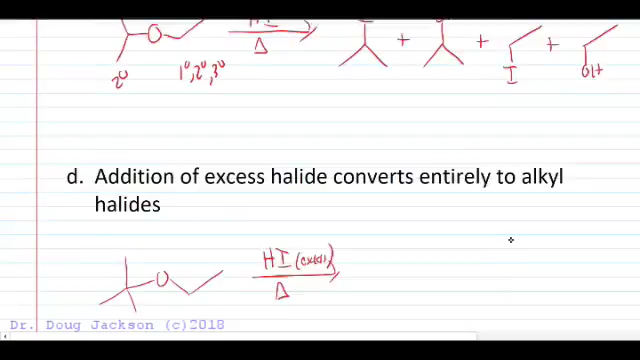 HI
O
Δ
+ + +
2° 1°, 2°, 3° I OH
d. Addition of excess halide converts entirely to alkyl
halides
HI (excess)
O
Δ
Dr. Doug Jackson (c)2018